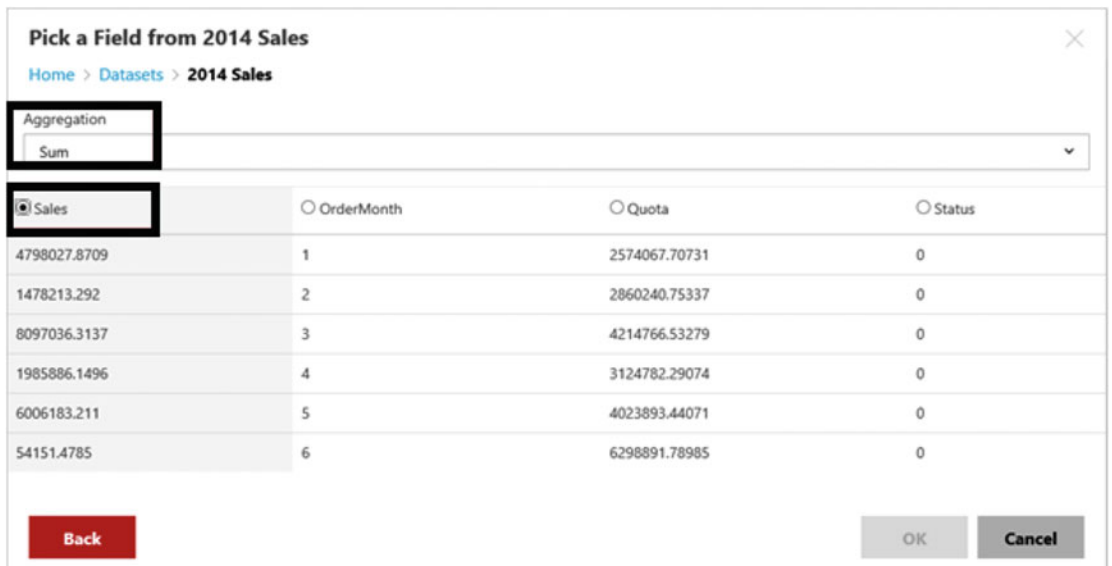 Pick a Field from 2014 Sales
Home > Datasets > 2014 Sales
Aggregation
Sum
Sales OrderMonth Quota Status
4798027.8709 1 2574067.70731 0
1478213.292 2 2860240.75337 0
8097036.3137 3 4214766.53279 0
1985886.1496 4 3124782.29074 0
6006183.211 5 4023893.44071 0
54151.4785 6 6298891.78985 0
Back OK Cancel